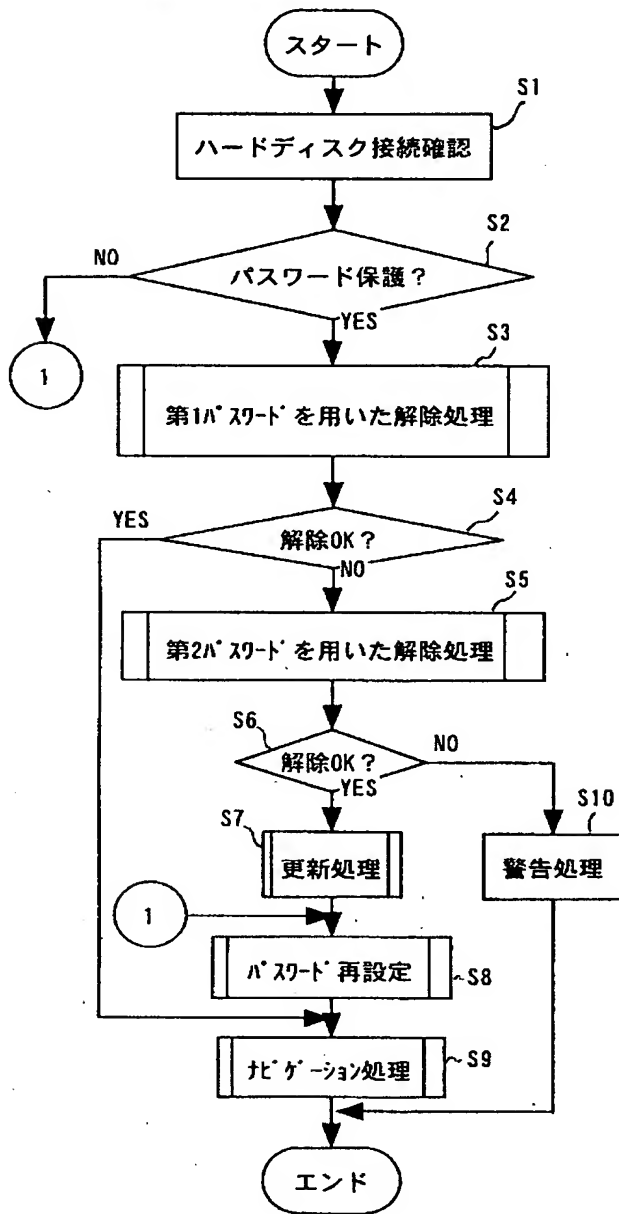 スタート
S1
ハードディスク接続確認
S2
NO
パスワード保護?
YES
1
S3
第1ﾊﾟｽﾜｰﾄﾞを用いた解除処理
S4
YES
解除OK?
NO
S5
第2ﾊﾟｽﾜｰﾄﾞを用いた解除処理
S6
解除OK?
NO
YES
S7
更新処理
S10
警告処理
1
ﾊﾟｽﾜｰﾄﾞ再設定
S8
ﾅﾋﾞｹﾞｰｼｮﾝ処理
S9
エンド